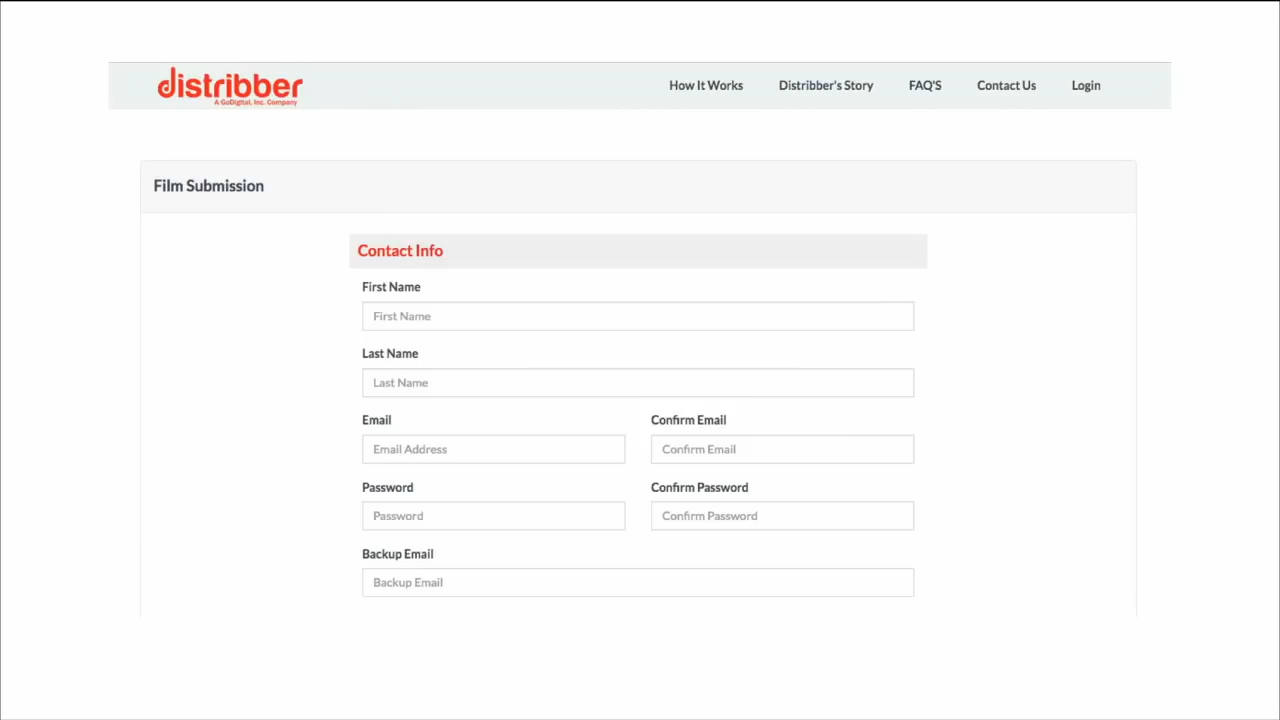 distribber
A GoDigital, Inc. Company
How It Works Distribber's Story FAQ'S Contact Us Login
Film Submission
Contact Info
First Name
First Name
Last Name
Last Name
Email Confirm Email
Email Address Confirm Email
Password Confirm Password
Password Confirm Password
Backup Email
Backup Email